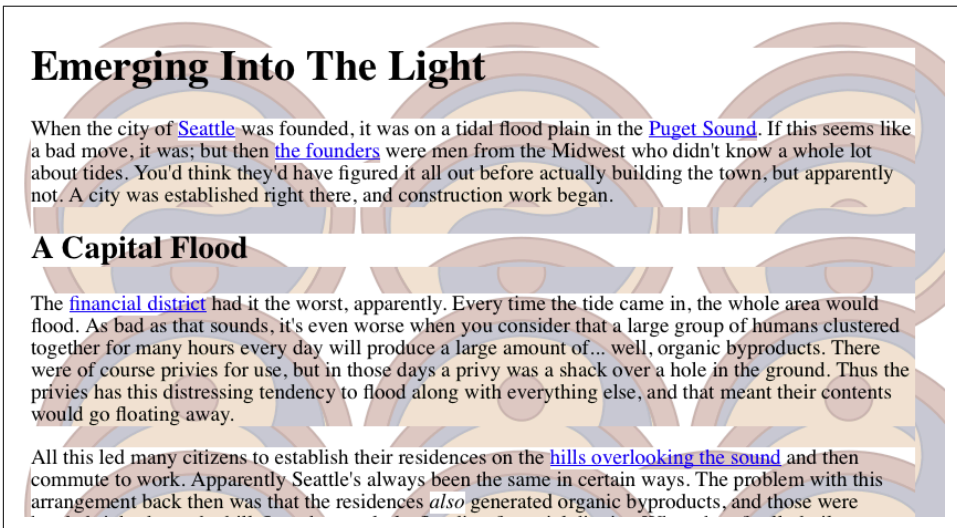 Emerging Into The Light
When the city of Seattle was founded, it was on a tidal flood plain in the Puget Sound. If this seems like
a bad move, it was; but then the founders were men from the Midwest who didn't know a whole lot
about tides. You'd think they'd have figured it all out before actually building the town, but apparently
not. A city was established right there, and construction work began.
A Capital Flood
The financial district had it the worst, apparently. Every time the tide came in, the whole area would
flood. As bad as that sounds, it's even worse when you consider that a large group of humans clustered
together for many hours every day will produce a large amount of... well, organic byproducts. There
were of course privies for use, but in those days a privy was a shack over a hole in the ground. Thus the
privies has this distressing tendency to flood along with everything else, and that meant their contents
would go floating away.
All this led many citizens to establish their residences on the hills overlooking the sound and then
commute to work. Apparently Seattle's always been the same in certain ways. The problem with this
arrangement back then was that the residences also generated organic byproducts, and those were